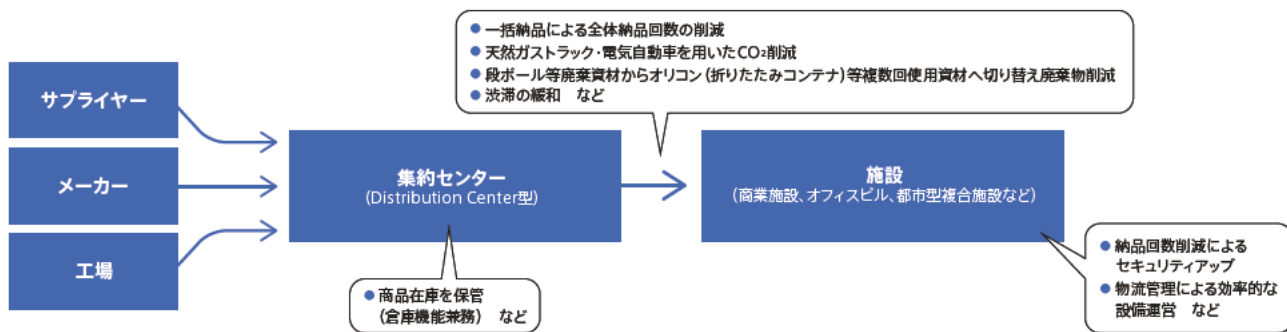 ● 一括納品による全体納品回数の削減
● 天然ガストラック・電気自動車を用いたCO₂削減
● 段ボール等廃棄資材からオリコン（折りたたみコンテナ）等複数回使用資材へ切り替え廃棄物削減
● 渋滞の緩和　など
サプライヤー
メーカー
工場
集約センター
(Distribution Center型)
施設
（商業施設、オフィスビル、都市型複合施設など）
● 商品在庫を保管
（倉庫機能兼務）　など
● 納品回数削減による
セキュリティアップ
● 物流管理による効率的な
設備運営　など